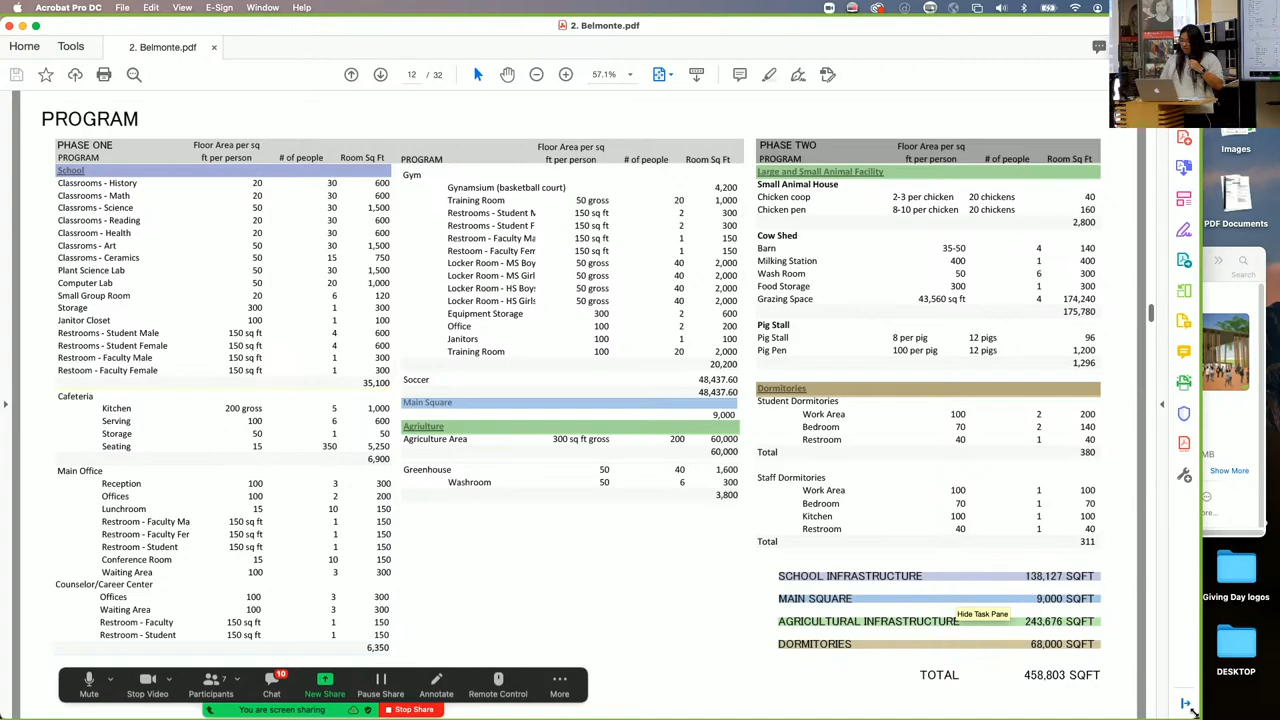 Acrobat Pro DC File Edit View E-Sign Window Help
2. Belmonte.pdf
Home Tools 2. Belmonte.pdf ×
12 / 32 57.1%
PROGRAM
PHASE ONE Floor Area per sq
PROGRAM ft per person # of people Room Sq Ft
School
Classrooms - History 20 30 600
Classrooms - Math 20 30 600
Classrooms - Science 50 30 1,500
Classrooms - Reading 20 30 600
Classroom - Health 20 30 600
Classroms - Art 50 30 1,500
Classrooms - Ceramics 50 15 750
Plant Science Lab 50 30 1,500
Computer Lab 50 20 1,000
Small Group Room 20 6 120
Storage 300 1 300
Janitor Closet 100 1 100
Restrooms - Student Male 150 sq ft 4 600
Restrooms - Student Female 150 sq ft 4 600
Restroom - Faculty Male 150 sq ft 1 300
Restoom - Faculty Female 150 sq ft 1 300
35,100
Cafeteria
Kitchen 200 gross 5 1,000
Serving 100 6 600
Storage 50 1 50
Seating 15 350 5,250
6,900
Main Office
Reception 100 3 300
Offices 100 2 200
Lunchroom 15 10 150
Restroom - Faculty Ma 150 sq ft 1 150
Restroom - Faculty Fer 150 sq ft 1 150
Restroom - Student 150 sq ft 1 150
Conference Room 15 10 150
Waiting Area 100 3 300
Counselor/Career Center
Offices 100 3 300
Waiting Area 100 3 300
Restroom - Faculty 150 sq ft 1 150
Restroom - Student 150 sq ft 1 150
6,350
Floor Area per sq
PROGRAM ft per person # of people Room Sq Ft
Gym
Gynamsium (basketball court) 4,200
Training Room 50 gross 20 1,000
Restrooms - Student M 150 sq ft 2 300
Restrooms - Student F 150 sq ft 2 300
Restroom - Faculty Ma 150 sq ft 1 150
Restoom - Faculty Fem 150 sq ft 1 150
Locker Room - MS Boy 50 gross 40 2,000
Locker Room - MS Girl 50 gross 40 2,000
Locker Room - HS Boys 50 gross 40 2,000
Locker Room - HS Girls 50 gross 40 2,000
Equipment Storage 300 2 600
Office 100 2 200
Janitors 100 1 100
Training Room 100 20 2,000
20,200
Soccer 48,437.60
48,437.60
Main Square
9,000
Agriulture
Agriculture Area 300 sq ft gross 200 60,000
60,000
Greenhouse 50 40 1,600
Washroom 50 6 300
3,800
PHASE TWO Floor Area per sq
PROGRAM ft per person # of people Room Sq Ft
Large and Small Animal Facility
Small Animal House
Chicken coop 2-3 per chicken 20 chickens 40
Chicken pen 8-10 per chicken 20 chickens 160
2,800
Cow Shed
Barn 35-50 4 140
Milking Station 400 1 400
Wash Room 50 6 300
Food Storage 300 1 300
Grazing Space 43,560 sq ft 4 174,240
175,780
Pig Stall
Pig Stall 8 per pig 12 pigs 96
Pig Pen 100 per pig 12 pigs 1,200
1,296
Dormitories
Student Dormitories
Work Area 100 2 200
Bedroom 70 2 140
Restroom 40 1 40
Total 380
Staff Dormitories
Work Area 100 1 100
Bedroom 70 1 70
Kitchen 100 1 100
Restroom 40 1 40
Total 311
SCHOOL INFRASTRUCTURE 138,127 SQFT
MAIN SQUARE 9,000 SQFT
Hide Task Pane
AGRICULTURAL INFRASTRUCTURE 243,676 SQFT
DORMITORIES 68,000 SQFT
TOTAL 458,803 SQFT
Images
PDF Documents
Search
MB
Show More
Giving Day logos
DESKTOP
10
7
Mute Stop Video Participants Chat New Share Pause Share Annotate Remote Control More
You are screen sharing Stop Share